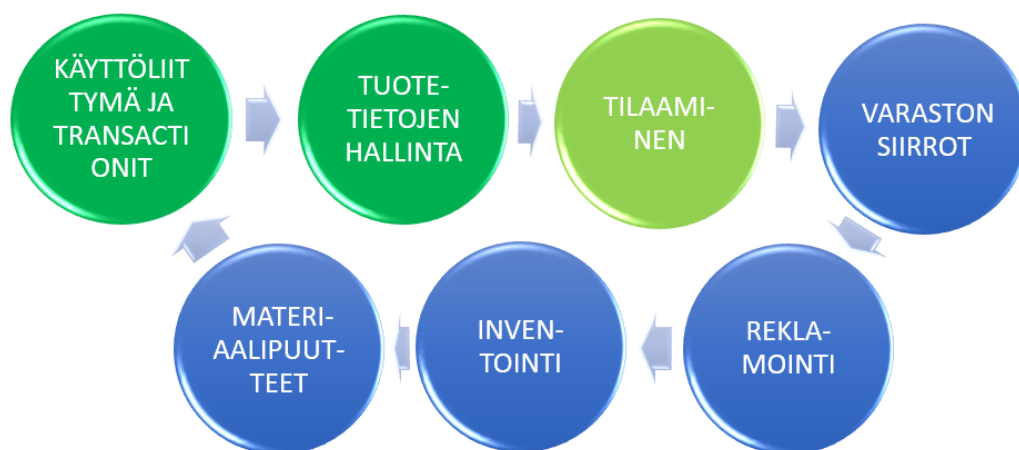 KÄYTTÖLIIT
TYMÄ JA
TRANSACTI
ONIT
TUOTE-
TIETOJEN
HALLINTA
TILAAMI-
NEN
VARASTON
SIIRROT
REKLA-
MOINTI
INVEN-
TOINTI
MATERI-
AALIPUUT-
TEET